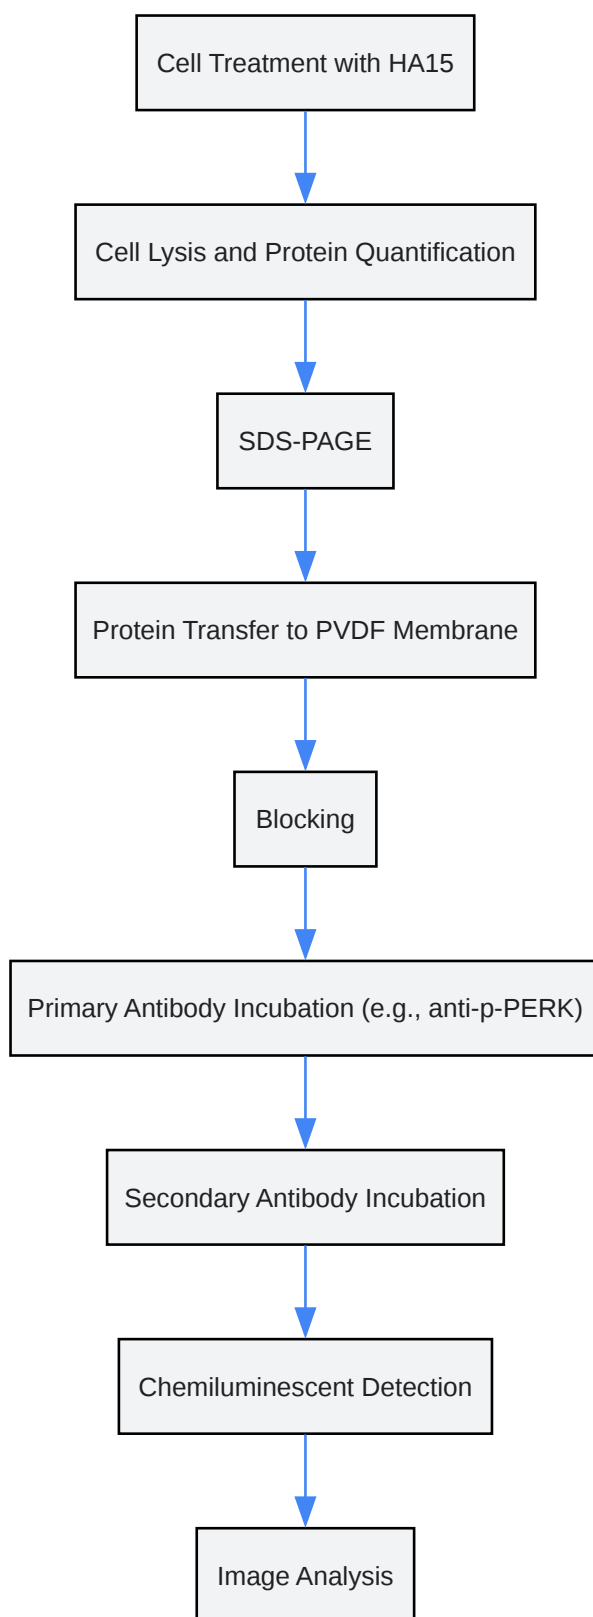 Cell Treatment with HA15
Cell Lysis and Protein Quantification
SDS-PAGE
Protein Transfer to PVDF Membrane
Blocking
Primary Antibody Incubation (e.g., anti-p-PERK)
Secondary Antibody Incubation
Chemiluminescent Detection
Image Analysis